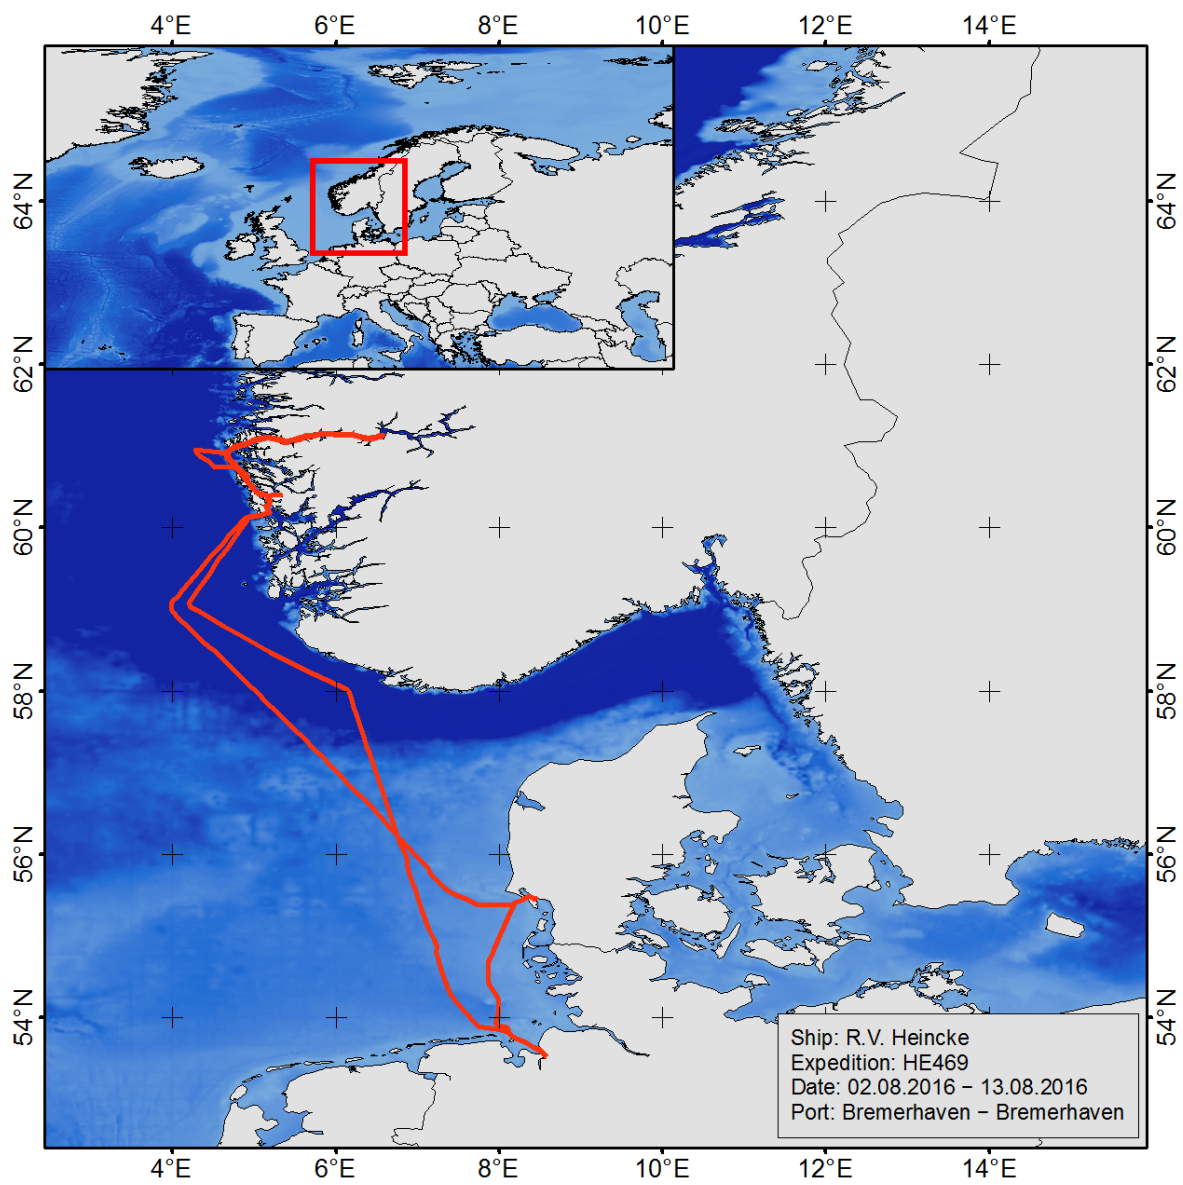 4°E 6°E 8°E 10°E 12°E 14°E
64°N 64°N
62°N 62°N
60°N 60°N
58°N 58°N
56°N 56°N
54°N 54°N
Ship: R.V. Heincke
Expedition: HE469
Date: 02.08.2016 − 13.08.2016
Port: Bremerhaven − Bremerhaven
4°E 6°E 8°E 10°E 12°E 14°E